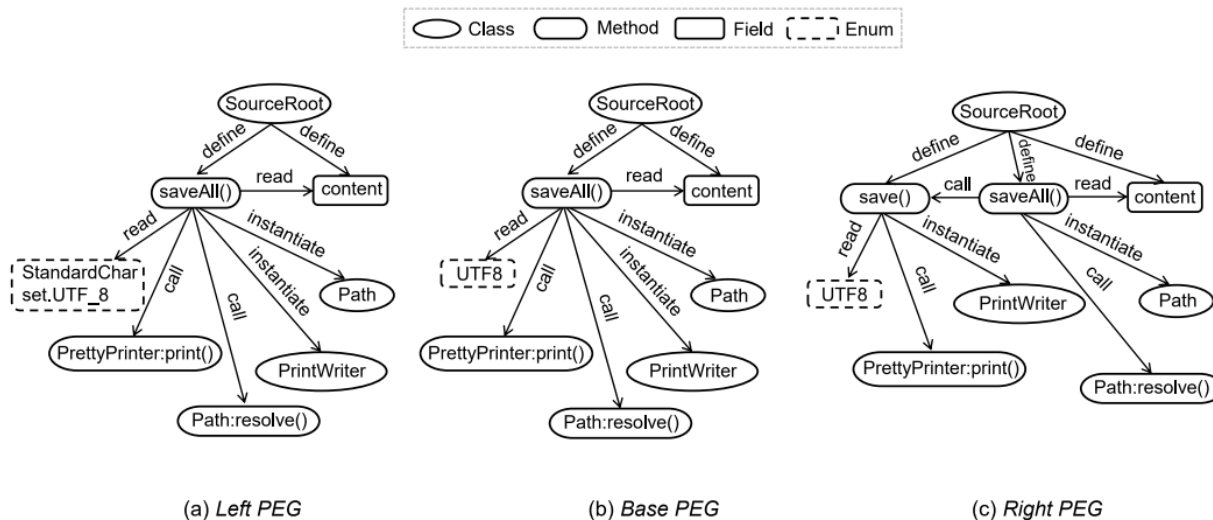 Class Method Field Enum
SourceRoot
define
define
saveAll()
read
content
read
instantiate
StandardChar
set.UTF_8
call
call
instantiate
Path
PrettyPrinter:print()
PrintWriter
Path:resolve()
(a) Left PEG
SourceRoot
define
define
saveAll()
read
content
read
instantiate
UTF8
call
call
instantiate
Path
PrettyPrinter:print()
PrintWriter
Path:resolve()
(b) Base PEG
SourceRoot
define
define
define
save()
call
saveAll()
read
content
read
instantiate
instantiate
UTF8
call
call
PrintWriter
Path
PrettyPrinter:print()
Path:resolve()
(c) Right PEG